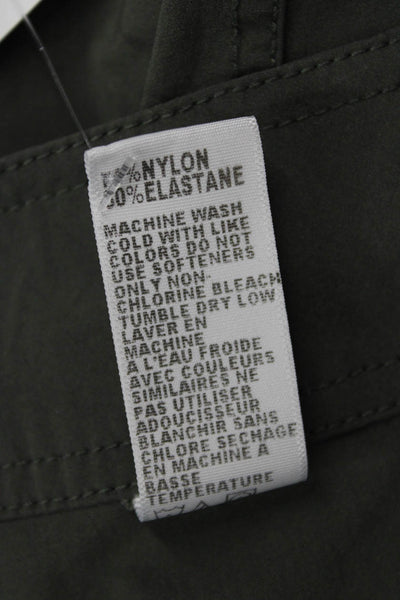 % NYLON
0% ELASTANE
MACHINE WASH
COLD WITH LIKE
COLORS DO NOT
USE SOFTENERS
ONLY NON-
CHLORINE BLEACH
TUMBLE DRY LOW
LAVER EN
MACHINE
A L'EAU FROIDE
AVEC COULEURS
SIMILAIRES NE
PAS UTILISER
ADOUCISSEUR
BLANCHIR SANS
CHLORE SECHAGE
EN MACHINE A
BASSE
TEMPERATURE